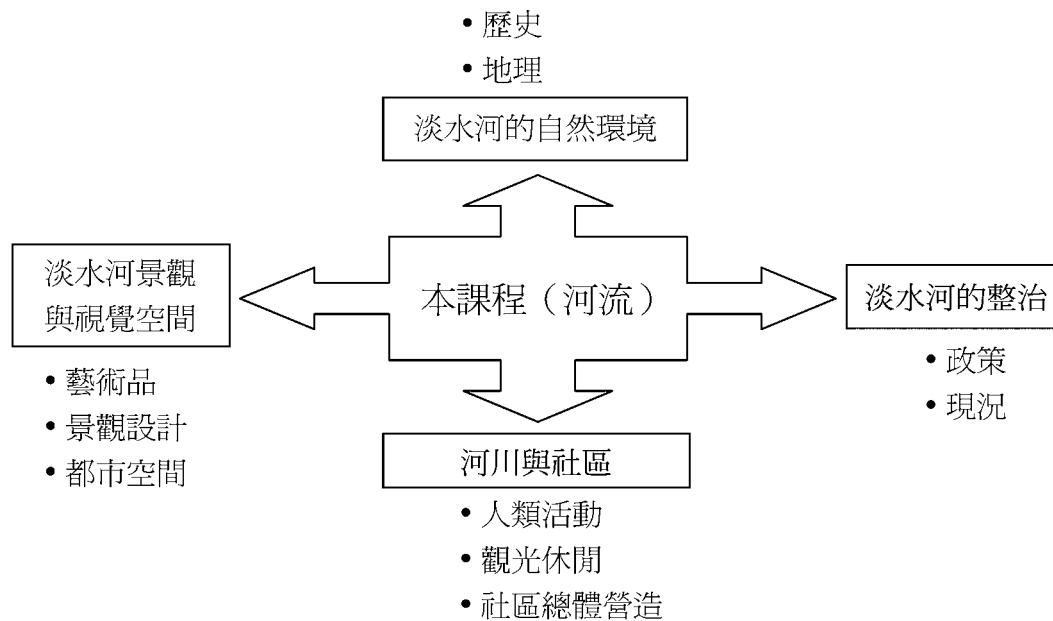 • 歷史
• 地理
淡水河的自然環境
淡水河景觀
與視覺空間
• 藝術品
• 景觀設計
• 都市空間
本課程（河流）
淡水河的整治
• 政策
• 現況
河川與社區
• 人類活動
• 觀光休閒
• 社區總體營造